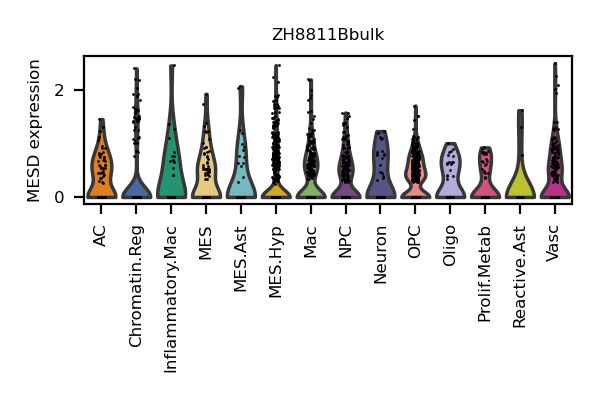 ZH8811Bbulk
MESD expression
2
0
AC
Chromatin.Reg
Inflammatory.Mac
MES
MES.Ast
MES.Hyp
Mac
NPC
Neuron
OPC
Oligo
Prolif.Metab
Reactive.Ast
Vasc